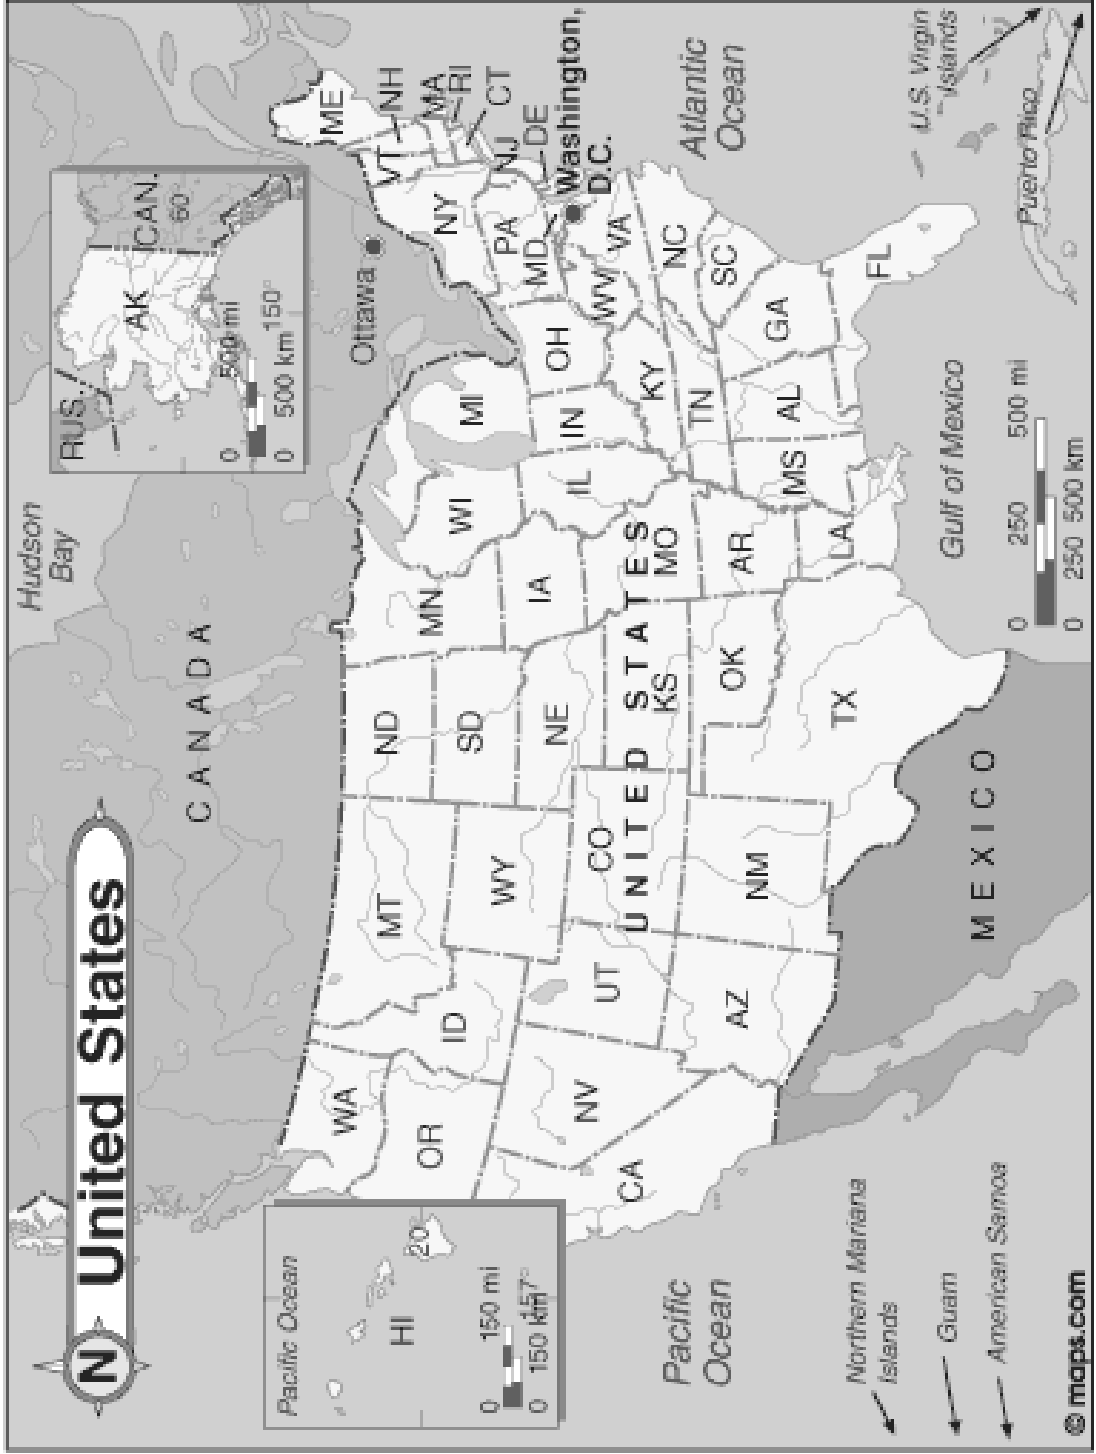 N United States
Hudson
Bay
CANADA
RUS.
AK
CAN.
60
0 500 mi
0 500 km 150°
Ottawa
Pacific Ocean
HI
20
0 150 mi
157°
0 150 km
WA
OR
CA
NV
ID
MT
WY
UT
AZ
CO
NM
ND
SD
NE
KS
OK
TX
MN
IA
MO
AR
LA
WI
IL
MI
IN
OH
KY
TN
MS
AL
GA
FL
SC
NC
VA
WV
MD
PA
NY
NJ
DE
VT
NH
ME
MA
RI
CT
Washington,
D.C.
UNITED STATES
Pacific
Ocean
Atlantic
Ocean
MEXICO
Gulf of Mexico
0 250 500 mi
0 250 500 km
Northern Mariana
Islands
Guam
American Samoa
U.S. Virgin
Islands
Puerto Rico
© maps.com